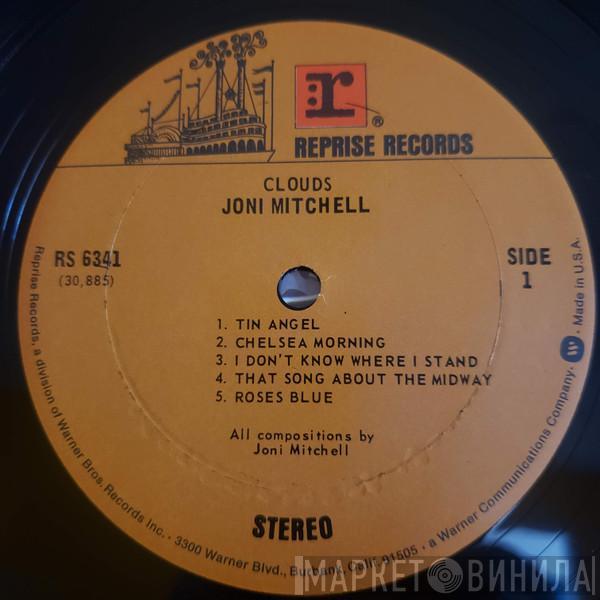 r
®
REPRISE RECORDS
CLOUDS
JONI MITCHELL
RS 6341
(30,885)
SIDE
1
1. TIN ANGEL
2. CHELSEA MORNING
3. I DON'T KNOW WHERE I STAND
4. THAT SONG ABOUT THE MIDWAY
5. ROSES BLUE
All compositions by
Joni Mitchell
STEREO
Reprise Records, a division of Warner Bros. Records Inc. • 3300 Warner Blvd., Burbank, Calif. 91505 • a Warner Communications Company • W • Made in U.S.A.
МАРКЕТ ВИНИЛА